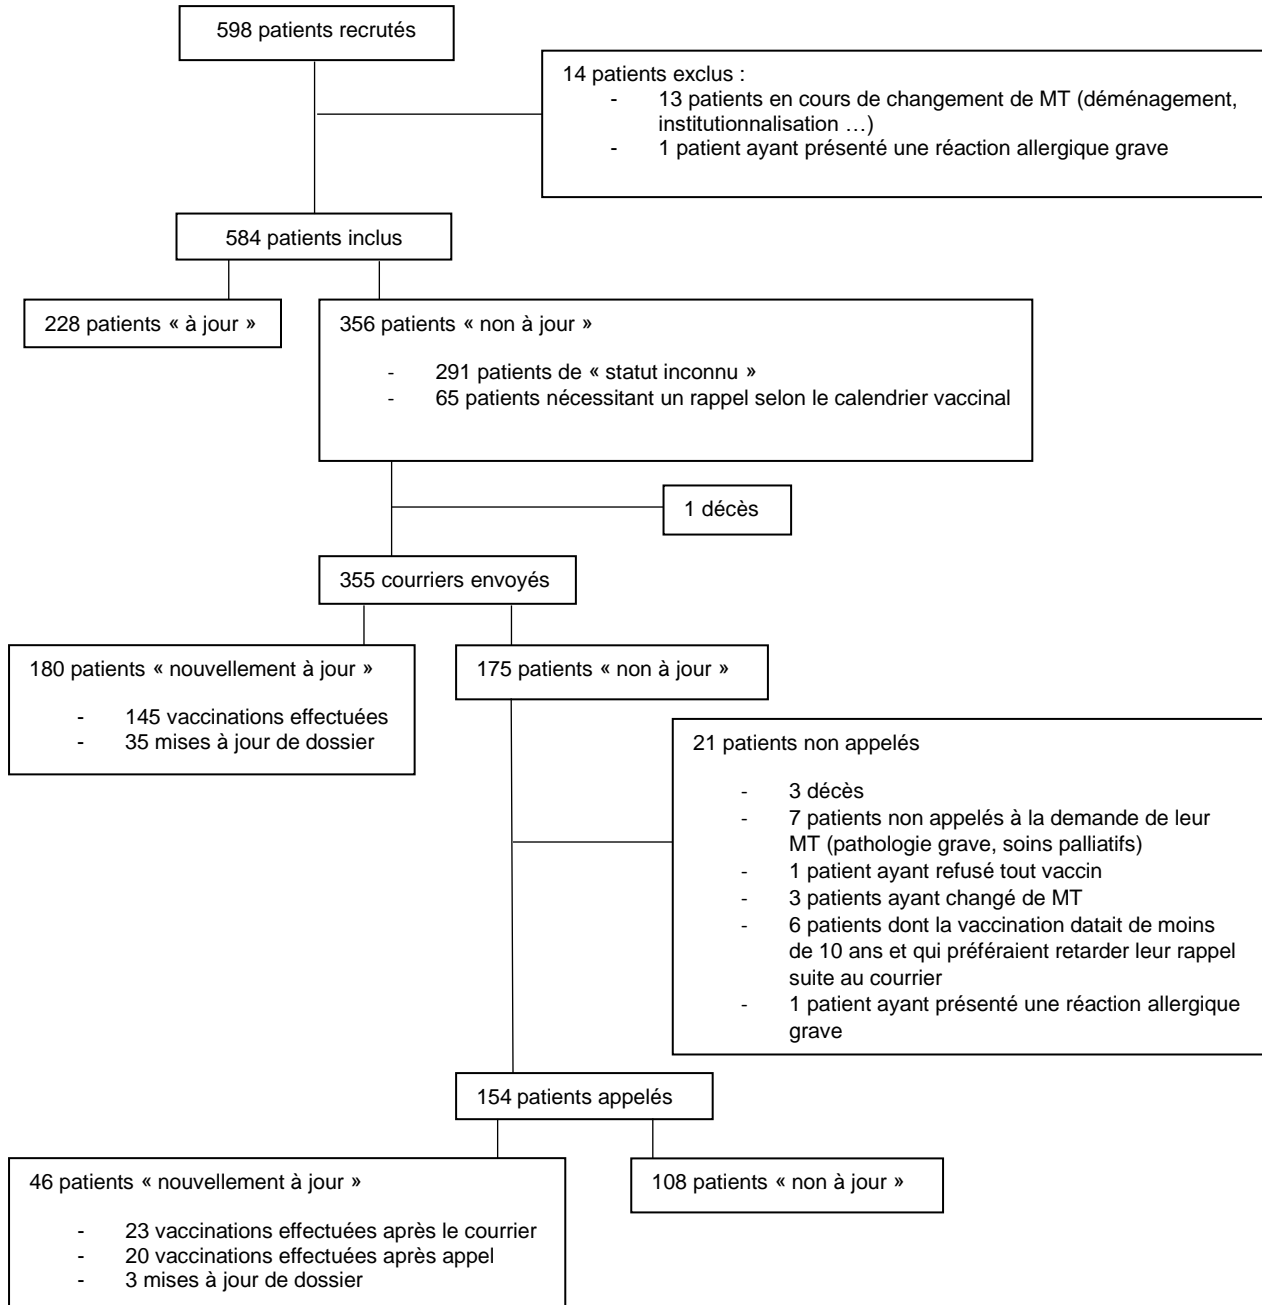 598 patients recrutés
14 patients exclus :
- 13 patients en cours de changement de MT (déménagement,
institutionnalisation …)
- 1 patient ayant présenté une réaction allergique grave
584 patients inclus
228 patients « à jour »
356 patients « non à jour »
- 291 patients de « statut inconnu »
- 65 patients nécessitant un rappel selon le calendrier vaccinal
1 décès
355 courriers envoyés
180 patients « nouvellement à jour »
- 145 vaccinations effectuées
- 35 mises à jour de dossier
175 patients « non à jour »
21 patients non appelés
- 3 décès
- 7 patients non appelés à la demande de leur
MT (pathologie grave, soins palliatifs)
- 1 patient ayant refusé tout vaccin
- 3 patients ayant changé de MT
- 6 patients dont la vaccination datait de moins
de 10 ans et qui préféraient retarder leur rappel
suite au courrier
- 1 patient ayant présenté une réaction allergique
grave
154 patients appelés
46 patients « nouvellement à jour »
- 23 vaccinations effectuées après le courrier
- 20 vaccinations effectuées après appel
- 3 mises à jour de dossier
108 patients « non à jour »